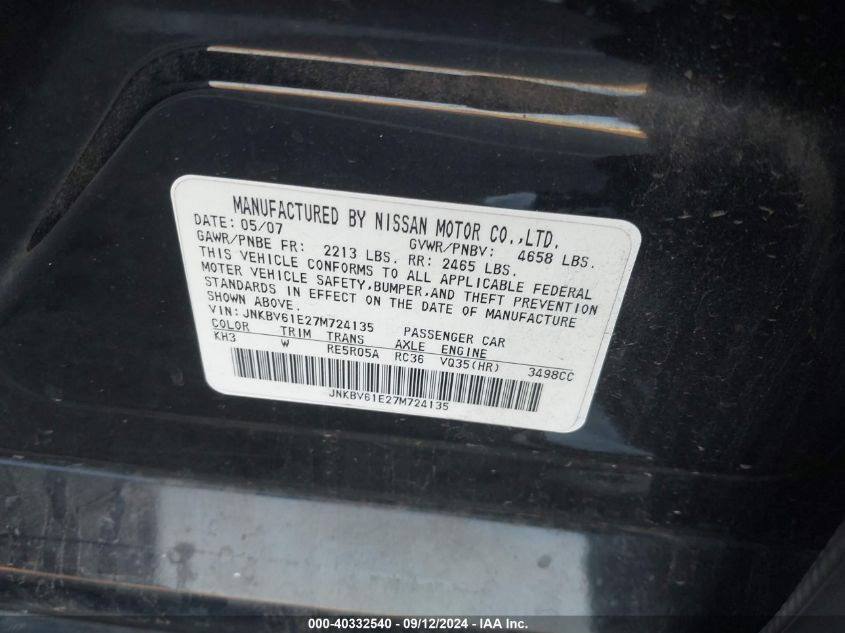 MANUFACTURED BY NISSAN MOTOR CO.,LTD.
DATE: 05/07 GVWR/PNBV: 4658 LBS.
GAWR/PNBE FR: 2213 LBS. RR: 2465 LBS.
THIS VEHICLE CONFORMS TO ALL APPLICABLE FEDERAL
MOTOR VEHICLE SAFETY, BUMPER, AND THEFT PREVENTION
STANDARDS IN EFFECT ON THE DATE OF MANUFACTURE
SHOWN ABOVE.
VIN: JNKBV61E27M724135 PASSENGER CAR
COLOR TRIM TRANS AXLE ENGINE
KH3 W RE5R05A RC36 VQ35(HR) 3498CC
JNKBV61E27M724135
000-40332540 - 09/12/2024 - IAA Inc.